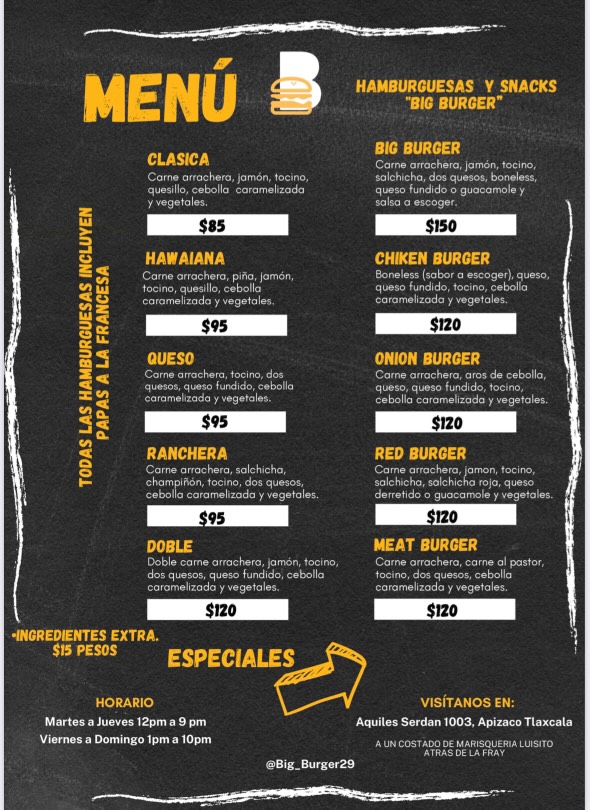 MENÚ
B
HAMBURGUESAS Y SNACKS
"BIG BURGER"
TODAS LAS HAMBURGUESAS INCLUYEN
PAPAS A LA FRANCESA
CLASICA
Carne arrachera, jamón, tocino,
quesillo, cebolla caramelizada
y vegetales.
$85
HAWAIANA
Carne arrachera, piña, jamón,
tocino, quesillo, cebolla
caramelizada y vegetales.
$95
QUESO
Carne arrachera, tocino, dos
quesos, queso fundido, cebolla
caramelizada y vegetales.
$95
RANCHERA
Carne arrachera, salchicha,
champiñón, tocino, dos quesos,
cebolla caramelizada y vegetales.
$95
DOBLE
Doble carne arrachera, jamón, tocino,
dos quesos, queso fundido, cebolla
caramelizada y vegetales.
$120
BIG BURGER
Carne arrachera, jamón, tocino,
salchicha, dos quesos, boneless,
queso fundido o guacamole y
salsa a escoger.
$150
CHIKEN BURGER
Boneless (sabor a escoger), queso,
queso fundido, tocino, cebolla
caramelizada y vegetales.
$120
ONION BURGER
Carne arrachera, aros de cebolla,
queso, queso fundido, tocino,
cebolla caramelizada y vegetales.
$120
RED BURGER
Carne arrachera, jamon, tocino,
salchicha, salchicha roja, queso
derretido o guacamole y vegetales.
$120
MEAT BURGER
Carne arrachera, carne al pastor,
tocino, dos quesos, cebolla
caramelizada y vegetales.
$120
•INGREDIENTES EXTRA.
$15 PESOS
ESPECIALES
HORARIO
Martes a Jueves 12pm a 9 pm
Viernes a Domingo 1pm a 10pm
VISÍTANOS EN:
Aquiles Serdan 1003, Apizaco Tlaxcala
A UN COSTADO DE MARISQUERIA LUISITO
ATRAS DE LA FRAY
@Big_Burger29